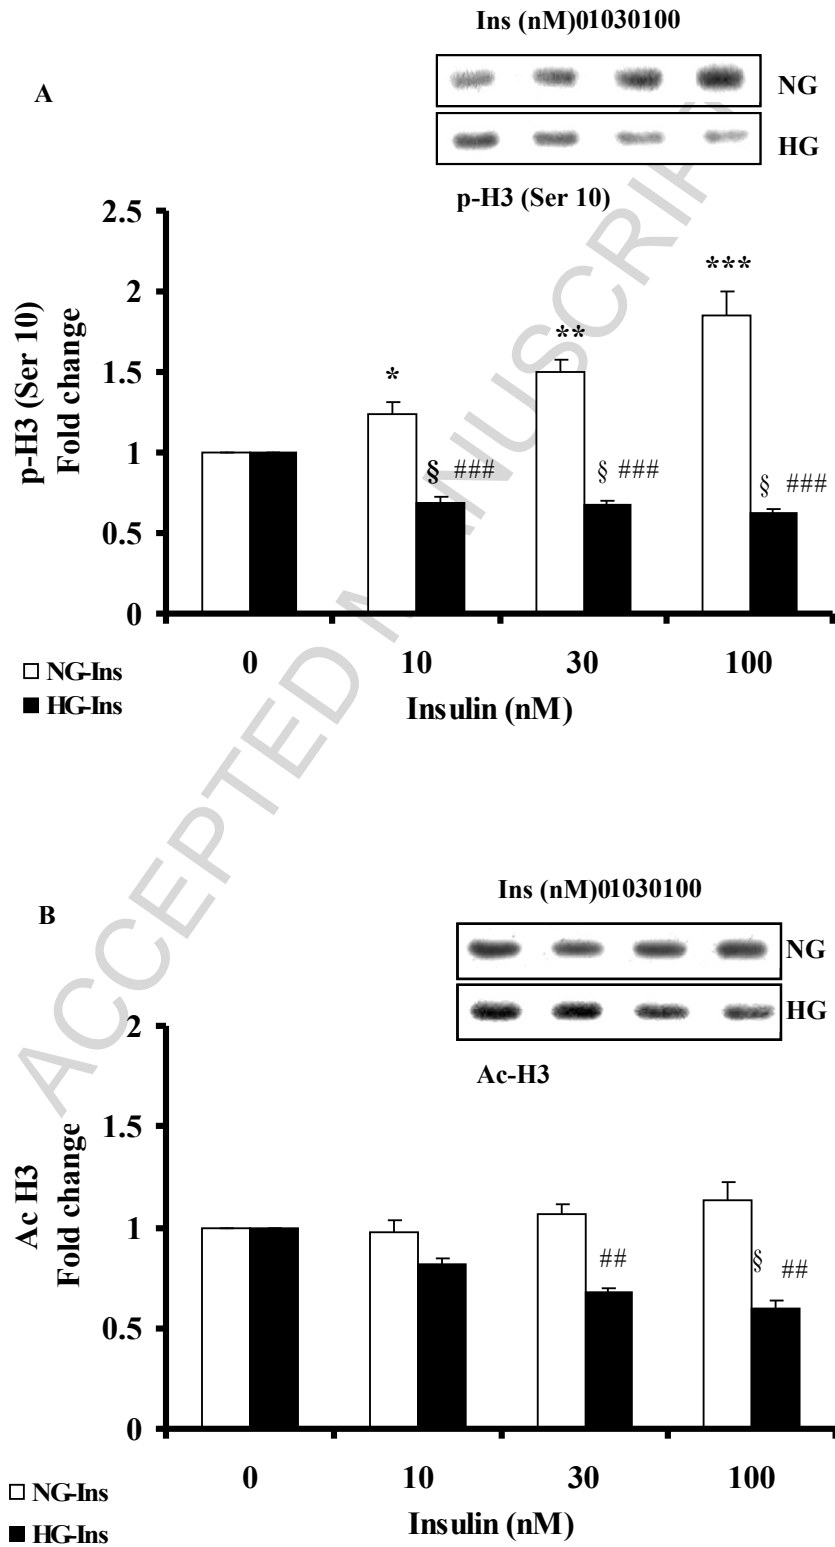 Ins (nM)01030100
A
NG
HG
p-H3 (Ser 10)
2.5
2
1.5
1
0.5
0
p-H3 (Ser 10)
Fold change
*
**
***
§ ###
§ ###
§ ###
0 10 30 100
NG-Ins
HG-Ins
Insulin (nM)
ACCEPTED MANUSCRIPT
Ins (nM)01030100
B
NG
HG
Ac-H3
2
1.5
1
0.5
0
Ac H3
Fold change
##
§ ##
0 10 30 100
NG-Ins
HG-Ins
Insulin (nM)